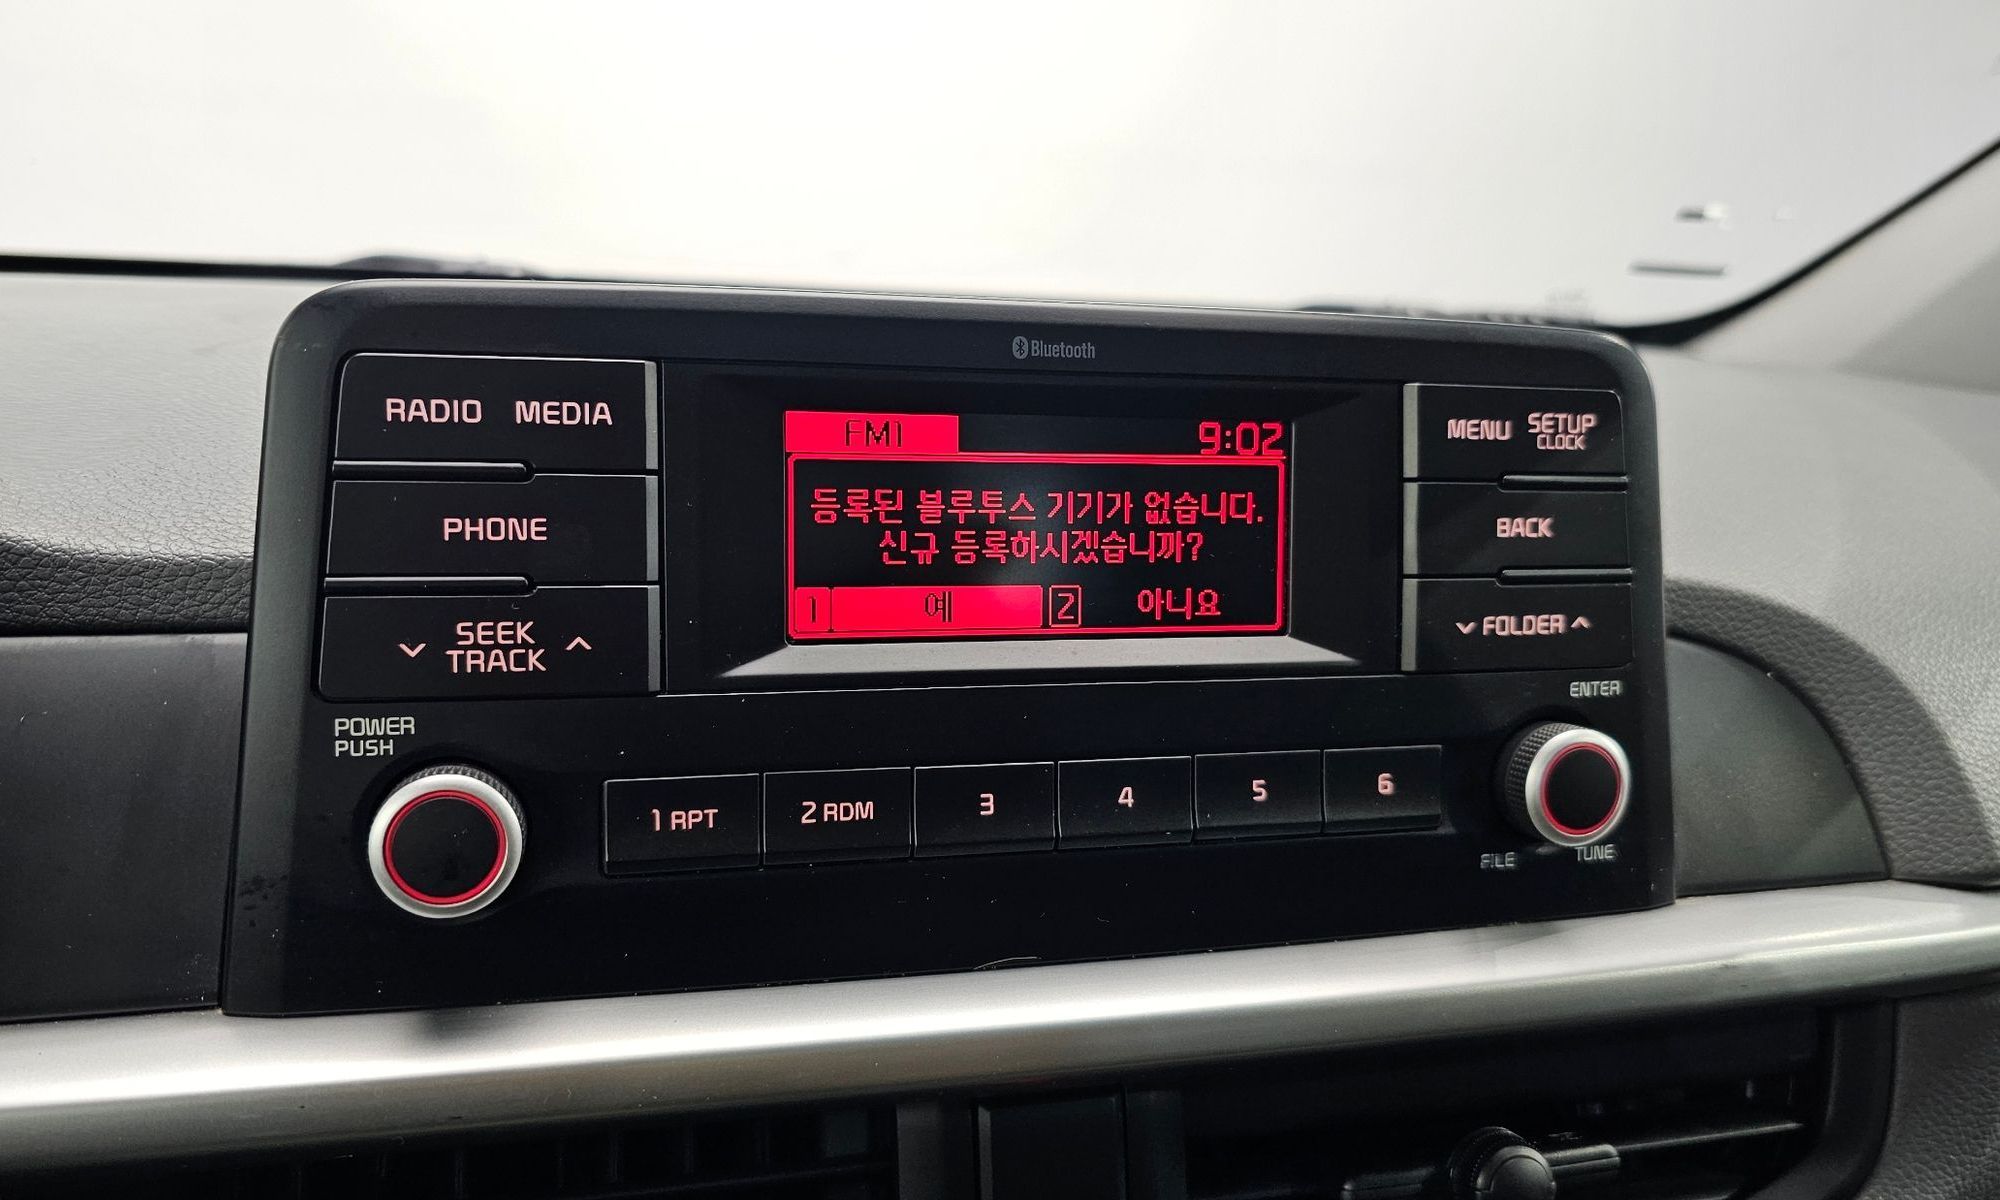 Bluetooth
RADIO MEDIA
PHONE
SEEK
TRACK
POWER
PUSH
FM1 9:02
등록된 블루투스 기기가 없습니다.
신규 등록하시겠습니까?
1 예 2 아니요
MENU SETUP
CLOCK
BACK
FOLDER
ENTER
1 RPT 2 RDM 3 4 5 6
FILE TUNE